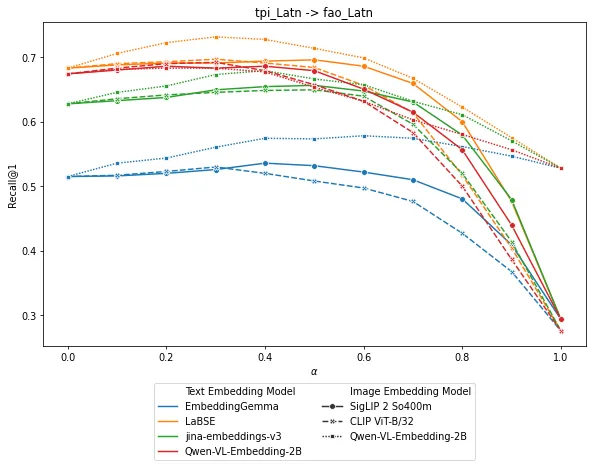 tpi_Latn -> fao_Latn
Recall@1
0.7
0.6
0.5
0.4
0.3
0.0
0.2
0.4
0.6
0.8
1.0
α
Text Embedding Model
EmbeddingGemma
LaBSE
jina-embeddings-v3
Qwen-VL-Embedding-2B
Image Embedding Model
SigLIP 2 So400m
CLIP ViT-B/32
Qwen-VL-Embedding-2B